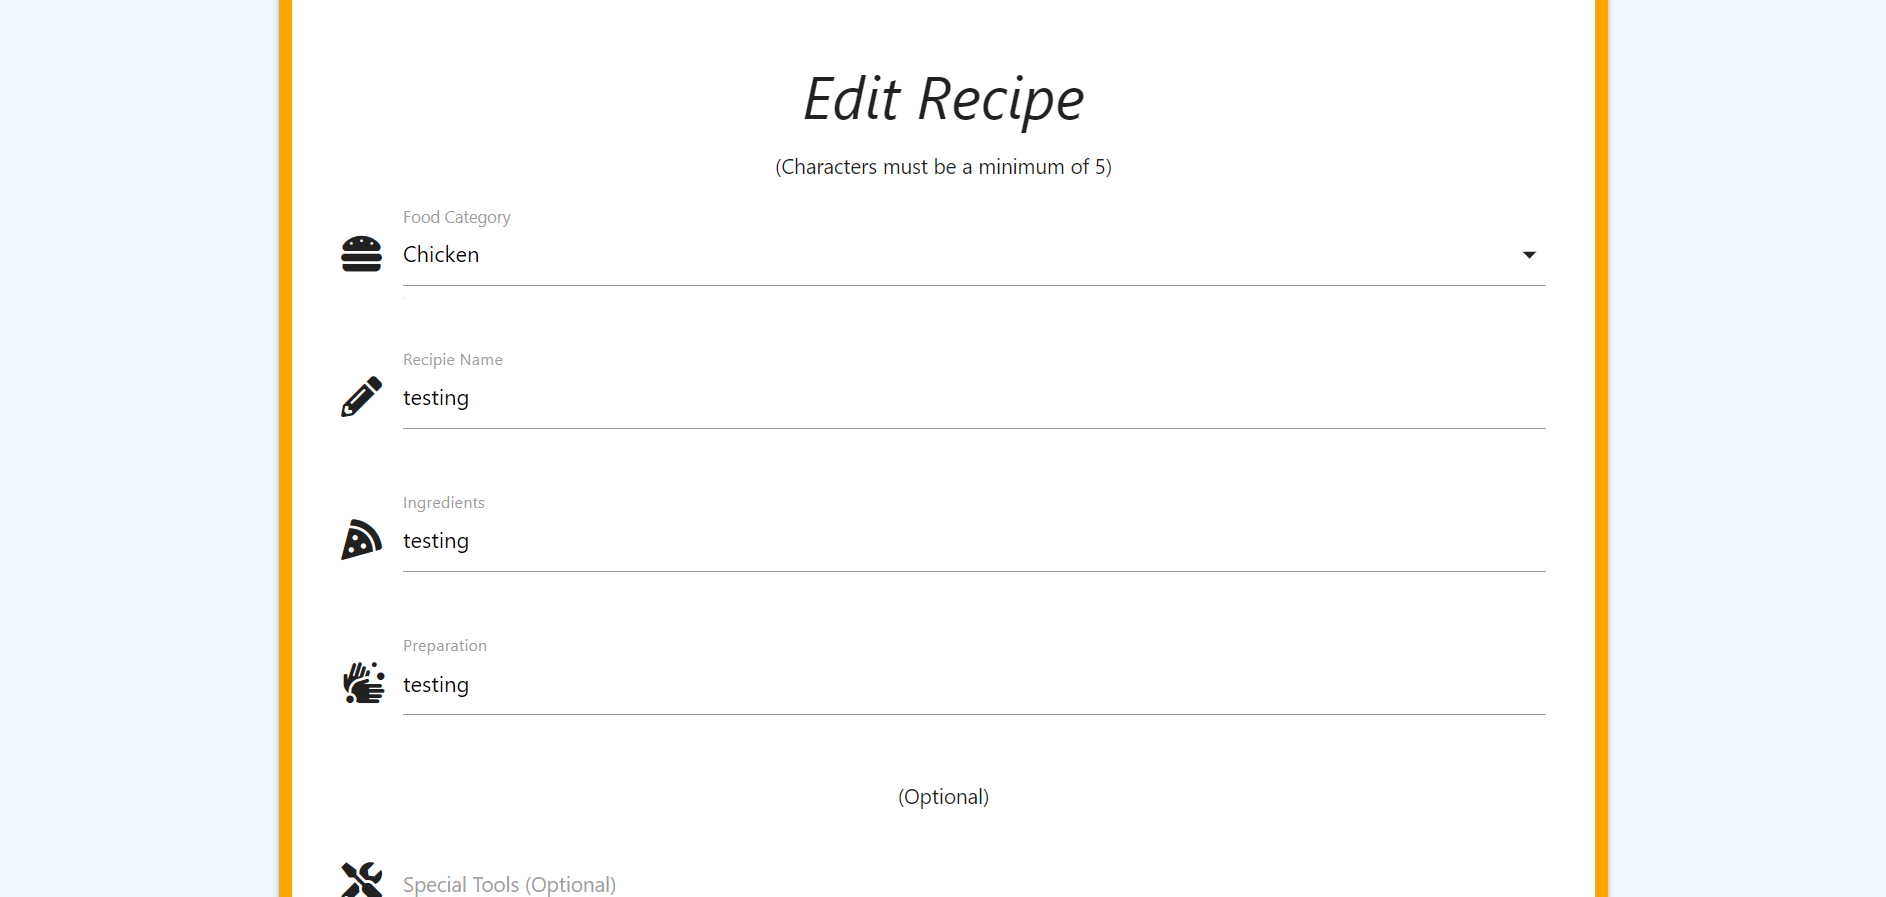 Edit Recipe
(Characters must be a minimum of 5)
Food Category
Chicken
Recipie Name
testing
Ingredients
testing
Preparation
testing
(Optional)
Special Tools (Optional)